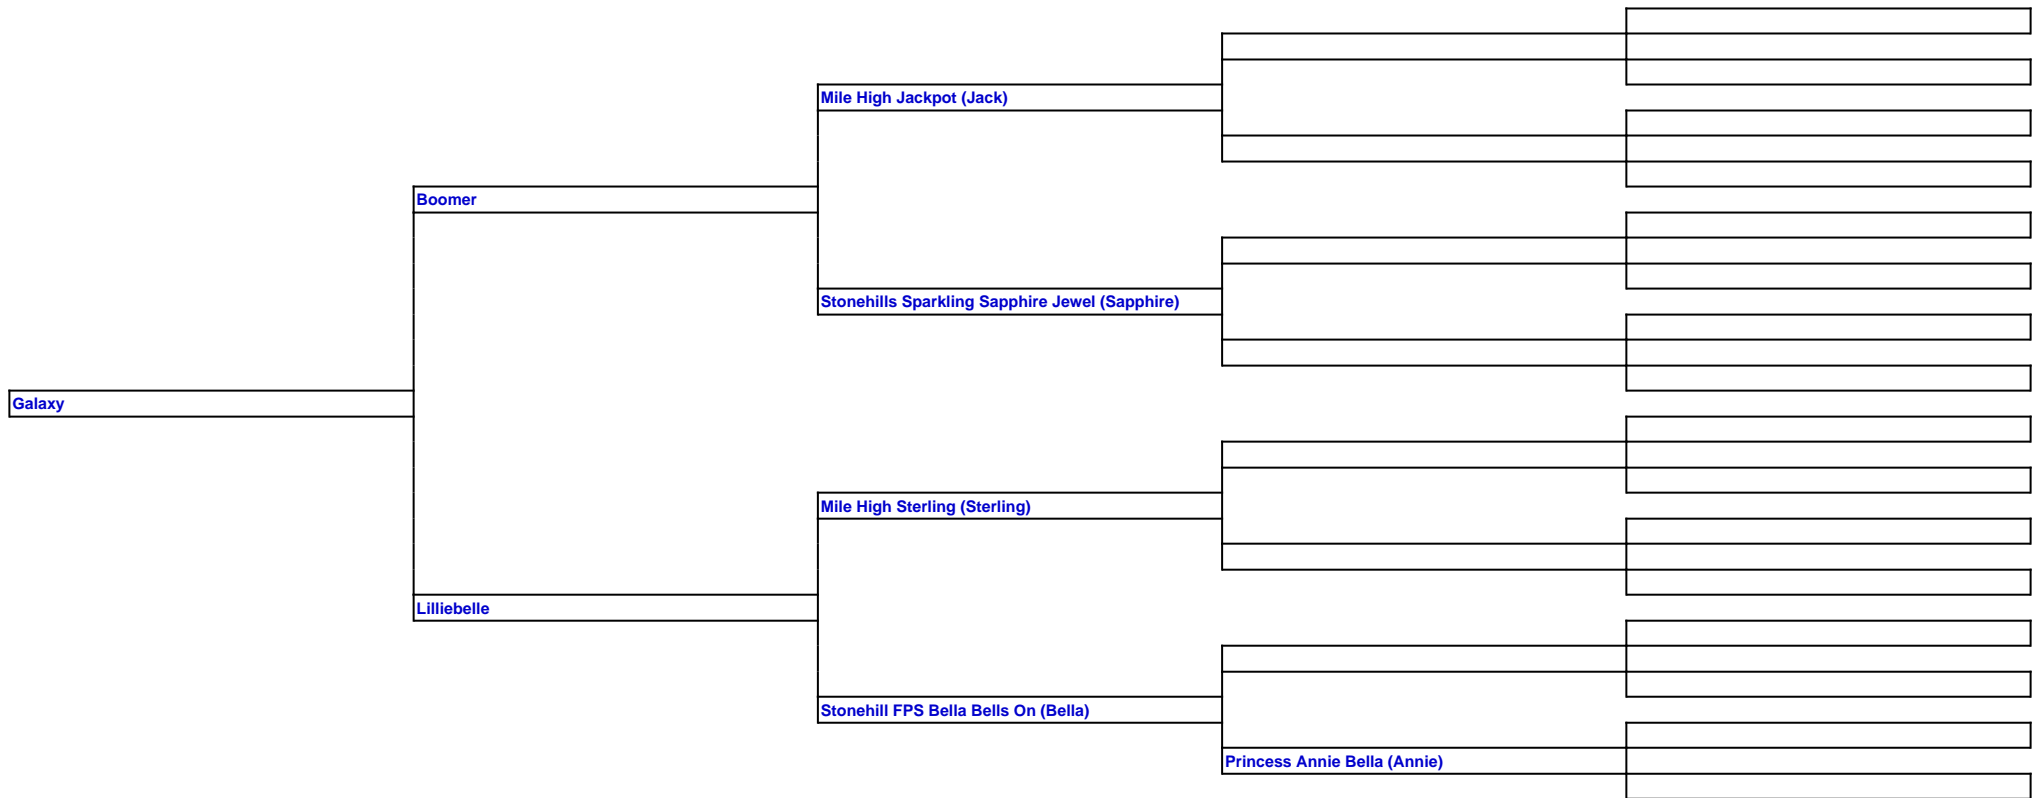 Mile High Jackpot (Jack)
Boomer
Stonehills Sparkling Sapphire Jewel (Sapphire)
Galaxy
Mile High Sterling (Sterling)
Lilliebelle
Stonehill FPS Bella Bells On (Bella)
Princess Annie Bella (Annie)